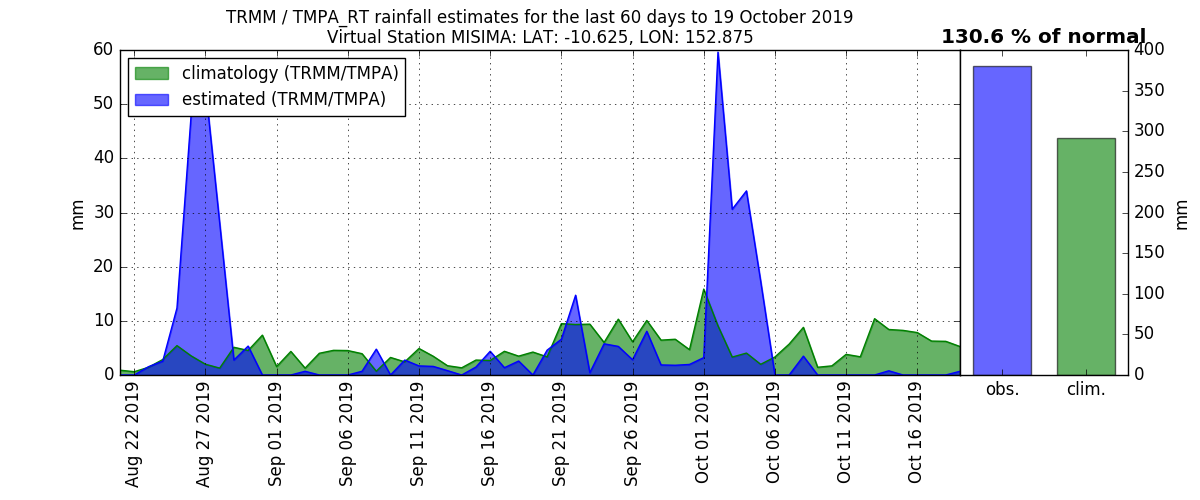 TRMM / TMPA_RT rainfall estimates for the last 60 days to 19 October 2019
Virtual Station MISIMA: LAT: -10.625, LON: 152.875
130.6 % of normal
climatology (TRMM/TMPA)
estimated (TRMM/TMPA)
60
50
40
30
20
10
0
mm
Aug 22 2019
Aug 27 2019
Sep 01 2019
Sep 06 2019
Sep 11 2019
Sep 16 2019
Sep 21 2019
Sep 26 2019
Oct 01 2019
Oct 06 2019
Oct 11 2019
Oct 16 2019
400
350
300
250
200
150
100
50
0
mm
obs.
clim.